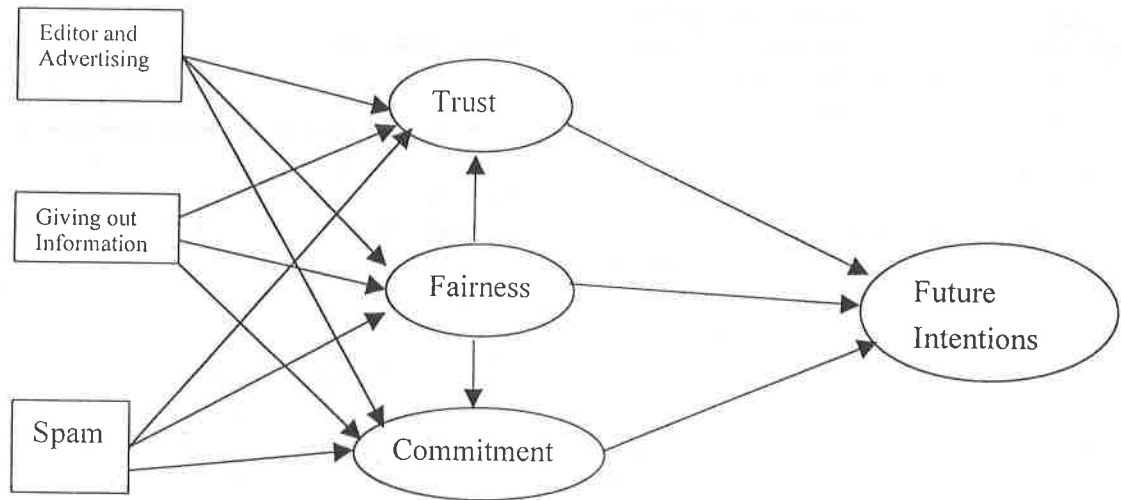 Editor and
Advertising
Trust
Giving out
Information
Fairness
Future
Intentions
Spam
Commitment